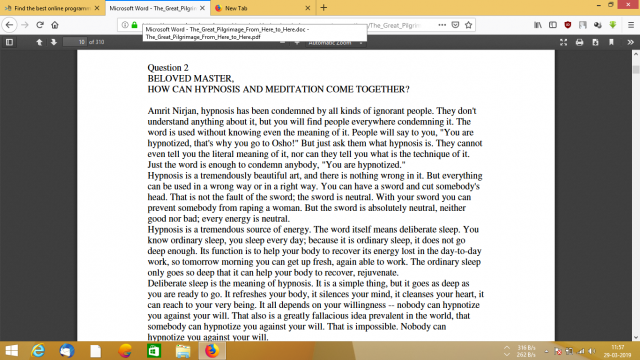 Find the best online programme
Microsoft Word - The_Great_Pilgr
New Tab
Microsoft Word - The_Great_Pilgrimage_From_Here_to_Here.doc -
The_Great_Pilgrimage_From_Here_to_Here.pdf
/The_Great_Pilgri
10 of 310
Automatic Zoom
Question 2
BELOVED MASTER,
HOW CAN HYPNOSIS AND MEDITATION COME TOGETHER?
Amrit Nirjan, hypnosis has been condemned by all kinds of ignorant people. They don't
understand anything about it, but you will find people everywhere condemning it. The
word is used without knowing even the meaning of it. People will say to you, "You are
hypnotized, that's why you go to Osho!" But just ask them what hypnosis is. They cannot
even tell you the literal meaning of it, nor can they tell you what is the technique of it.
Just the word is enough to condemn anybody, "You are hypnotized."
Hypnosis is a tremendously beautiful art, and there is nothing wrong in it. But everything
can be used in a wrong way or in a right way. You can have a sword and cut somebody's
head. That is not the fault of the sword; the sword is neutral. With your sword you can
prevent somebody from raping a woman. But the sword is absolutely neutral, neither
good nor bad; every energy is neutral.
Hypnosis is a tremendous source of energy. The word itself means deliberate sleep. You
know ordinary sleep, you sleep every day; because it is ordinary sleep, it does not go
deep enough. Its function is to help your body to recover its energy lost in the day-to-day
work, so tomorrow morning you can get up fresh, again able to work. The ordinary sleep
only goes so deep that it can help your body to recover, rejuvenate.
Deliberate sleep is the meaning of hypnosis. It is a simple thing, but it goes as deep as
you are ready to go. It refreshes your body, it silences your mind, it cleanses your heart, it
can reach to your very being. It all depends on your willingness -- nobody can hypnotize
you against your will. That also is a greatly fallacious idea prevalent in the world, that
somebody can hypnotize you against your will. That is impossible. Nobody can
hypnotize you against your will.
11:57
29-03-2019